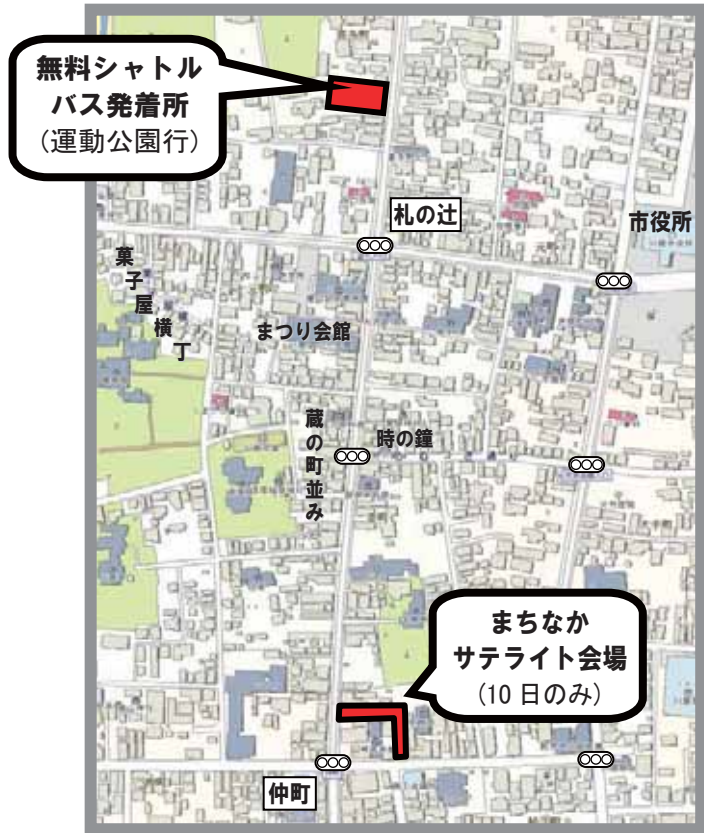 無料シャトル
バス発着所
(運動公園行)
札の辻
市役所
菓子屋横丁
まつり会館
蔵の町並み
時の鐘
まちなか
サテライト会場
(10日のみ)
仲町